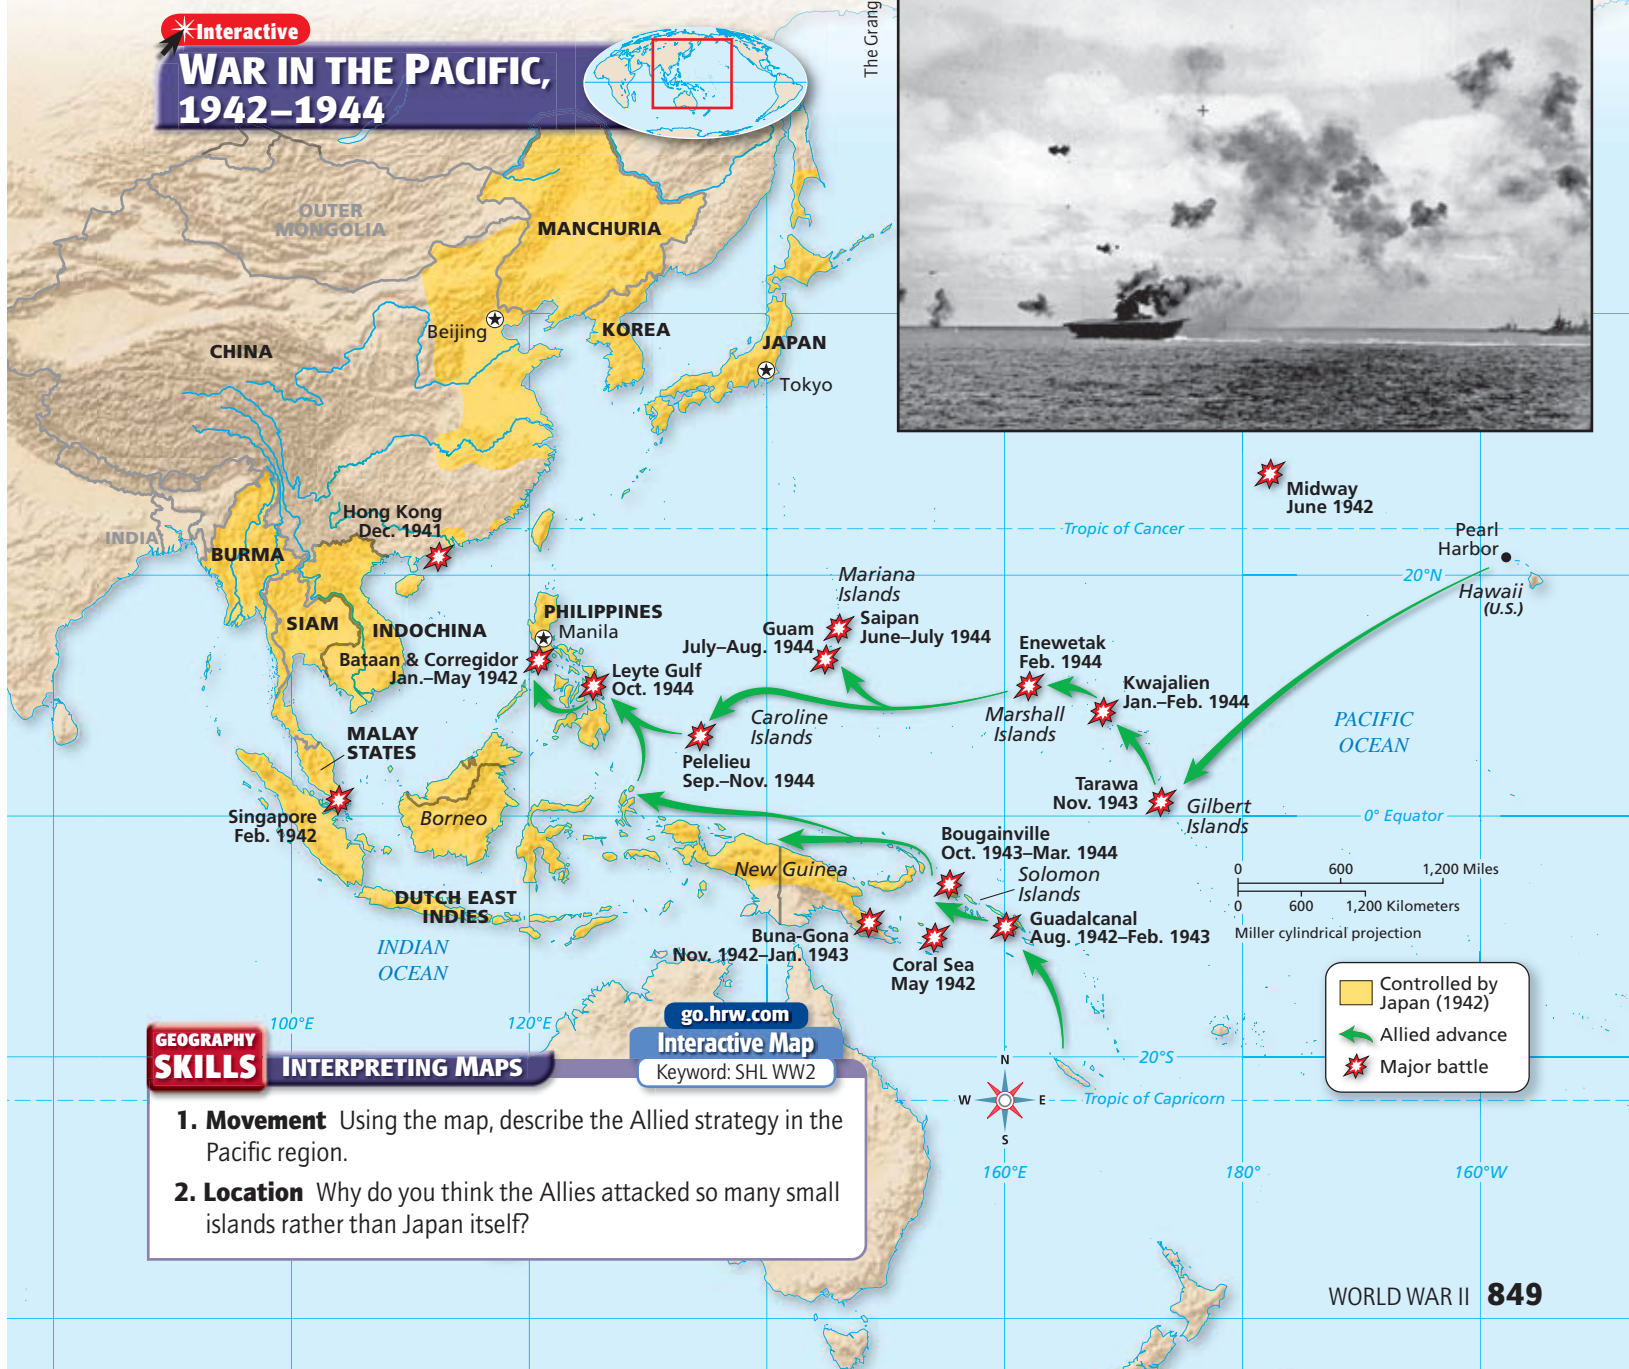 Interactive
WAR IN THE PACIFIC,
1942–1944
The Grang
OUTER
MONGOLIA
MANCHURIA
Beijing
KOREA
CHINA
JAPAN
Tokyo
Midway
June 1942
Hong Kong
Dec. 1941
Tropic of Cancer
Pearl
Harbor
INDIA
BURMA
20°N
Hawaii
(U.S.)
Mariana
Islands
PHILIPPINES
Manila
SIAM
INDOCHINA
Guam
July–Aug. 1944
Saipan
June–July 1944
Enewetak
Feb. 1944
Bataan & Corregidor
Jan.–May 1942
Leyte Gulf
Oct. 1944
Kwajalien
Jan.–Feb. 1944
Caroline
Islands
Marshall
Islands
PACIFIC
OCEAN
MALAY
STATES
Pelelieu
Sep.–Nov. 1944
Tarawa
Nov. 1943
Gilbert
Islands
Singapore
Feb. 1942
Borneo
0° Equator
Bougainville
Oct. 1943–Mar. 1944
New Guinea
Solomon
Islands
0 600 1,200 Miles
0 600 1,200 Kilometers
Miller cylindrical projection
DUTCH EAST
INDIES
Guadalcanal
Aug. 1942–Feb. 1943
Buna-Gona
Nov. 1942–Jan. 1943
Coral Sea
May 1942
INDIAN
OCEAN
Controlled by
Japan (1942)
Allied advance
Major battle
100°E
120°E
20°S
N
W E
S
Tropic of Capricorn
160°E
180°
160°W
go.hrw.com
Interactive Map
Keyword: SHL WW2
GEOGRAPHY
SKILLS INTERPRETING MAPS
1. Movement Using the map, describe the Allied strategy in the
Pacific region.
2. Location Why do you think the Allies attacked so many small
islands rather than Japan itself?
WORLD WAR II 849